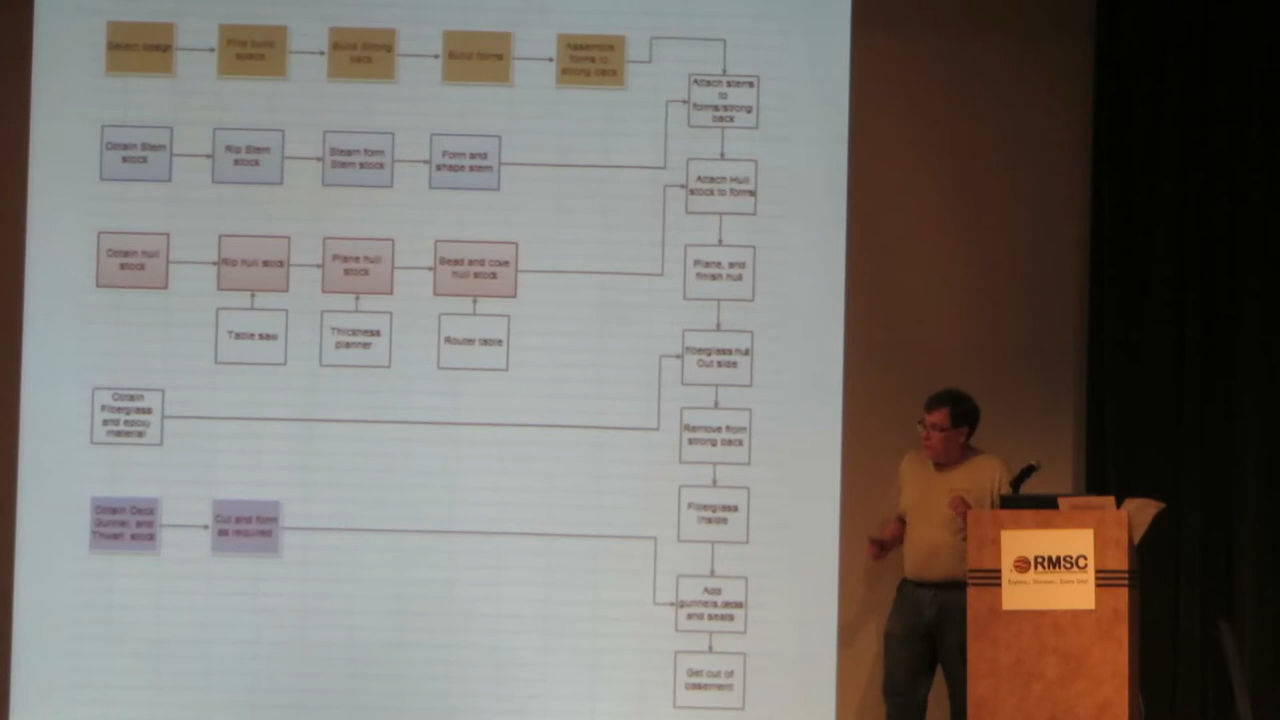 Select design
Find build
space
Build Strong
back
Build forms
Assemble
forms to
strong back
Attach stems
to
forms/strong
back
Obtain Stem
stock
Rip Stem
stock
Steam form
Stem stock
Form and
shape stem
Attach Hull
stock to forms
Obtain hull
stock
Rip hull stock
Plane hull
stock
Bead and cove
hull stock
Plane, and
finish hull
Table saw
Thickness
planner
Router table
fiberglass hull
Out side
Obtain
Fiberglass
and epoxy
material
Remove from
strong back
Obtain Deck
Gunnel, and
Thwart stock
Cut and form
as required
Fiberglass
Inside
Add
and seats
Get out of
basement
RMSC